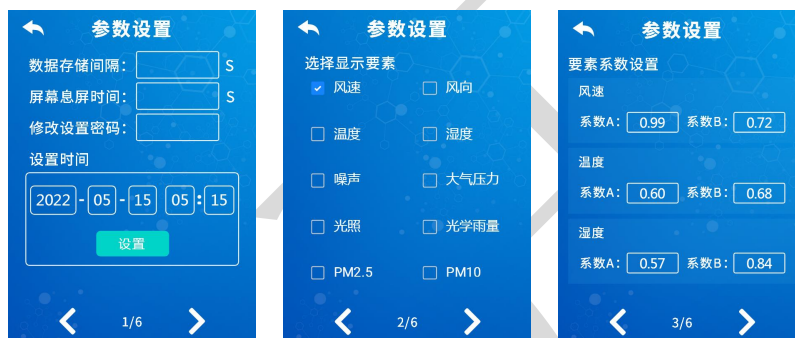 参数设置
数据存储间隔： S
屏幕息屏时间： S
修改设置密码：
设置时间
2022 - 05 - 15 05 : 15
设置
1/6
参数设置
选择显示要素
风速 风向
温度 湿度
噪声 大气压力
光照 光学雨量
PM2.5 PM10
2/6
参数设置
要素系数设置
风速
系数A： 0.99 系数B： 0.72
温度
系数A： 0.60 系数B： 0.68
湿度
系数A： 0.57 系数B： 0.84
3/6